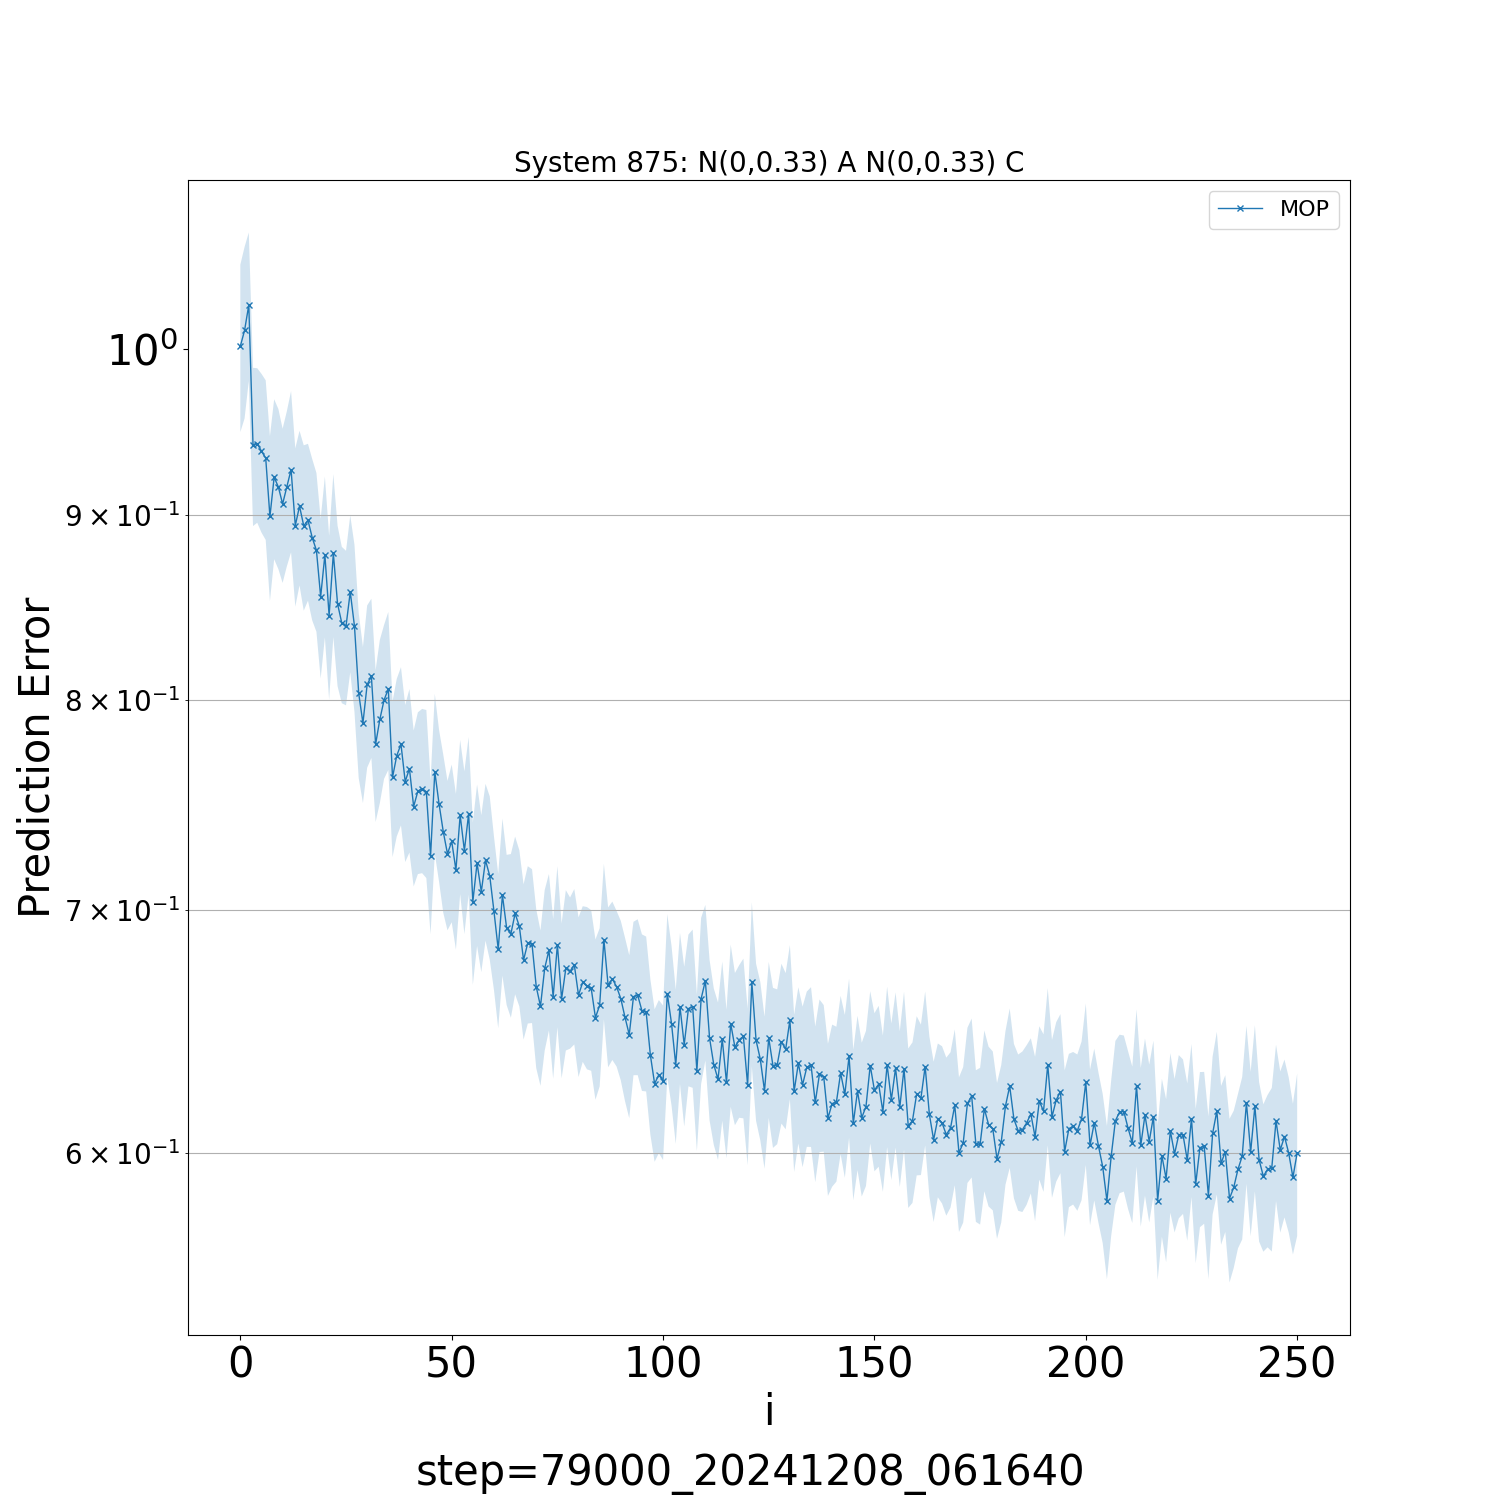 System 875: N(0,0.33) A N(0,0.33) C
MOP
10⁰
9 × 10⁻¹
8 × 10⁻¹
7 × 10⁻¹
6 × 10⁻¹
Prediction Error
0 50 100 150 200 250
i
step=79000_20241208_061640